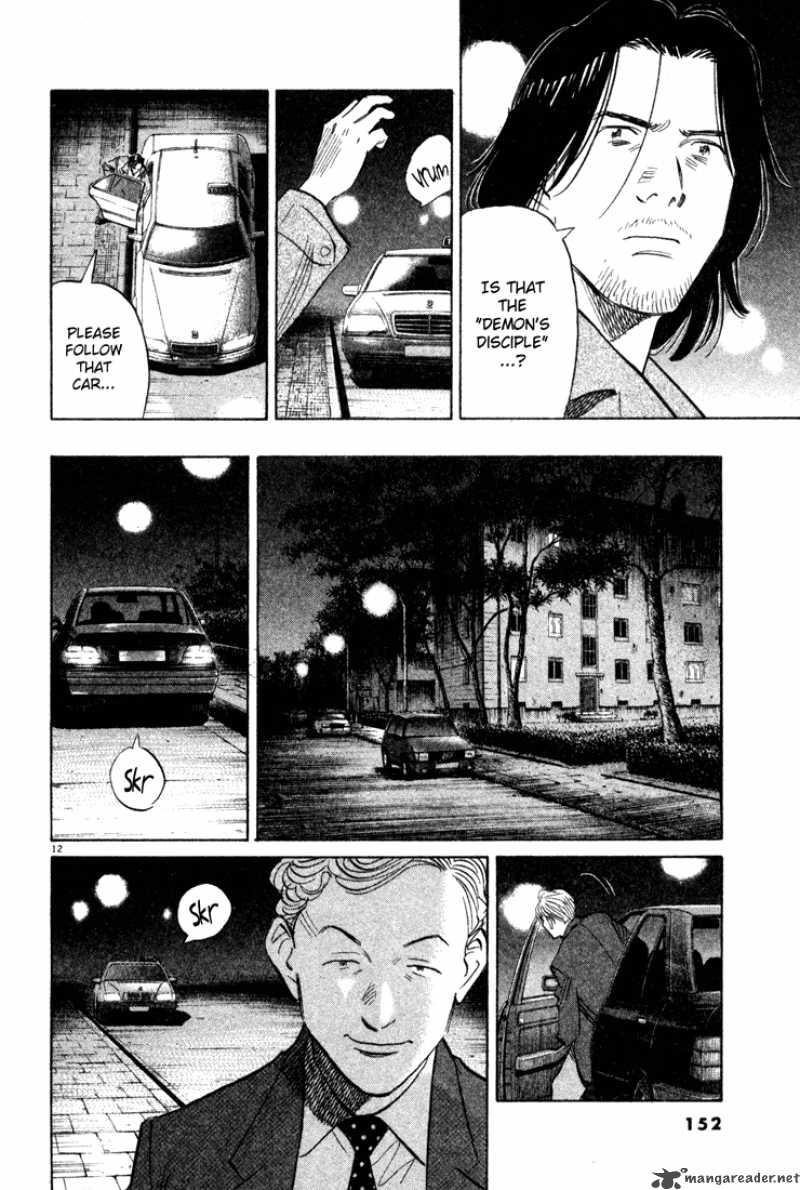 IS THAT
THE
"DEMON'S
DISCIPLE"
...?
Vrum
PLEASE
FOLLOW
THAT
CAR...
Skr
12
Skr
152
mangareader.net